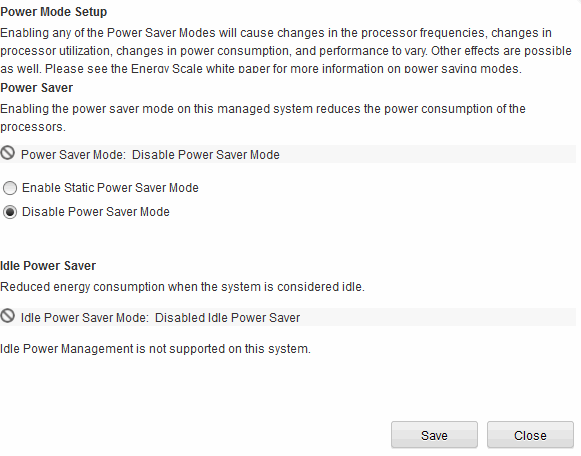 Power Mode Setup
Enabling any of the Power Saver Modes will cause changes in the processor frequencies, changes in
processor utilization, changes in power consumption, and performance to vary. Other effects are possible
as well. Please see the Energy Scale white paper for more information on power saving modes.
Power Saver
Enabling the power saver mode on this managed system reduces the power consumption of the
processors.
Power Saver Mode: Disable Power Saver Mode
Enable Static Power Saver Mode
Disable Power Saver Mode
Idle Power Saver
Reduced energy consumption when the system is considered idle.
Idle Power Saver Mode: Disabled Idle Power Saver
Idle Power Management is not supported on this system.
Save Close